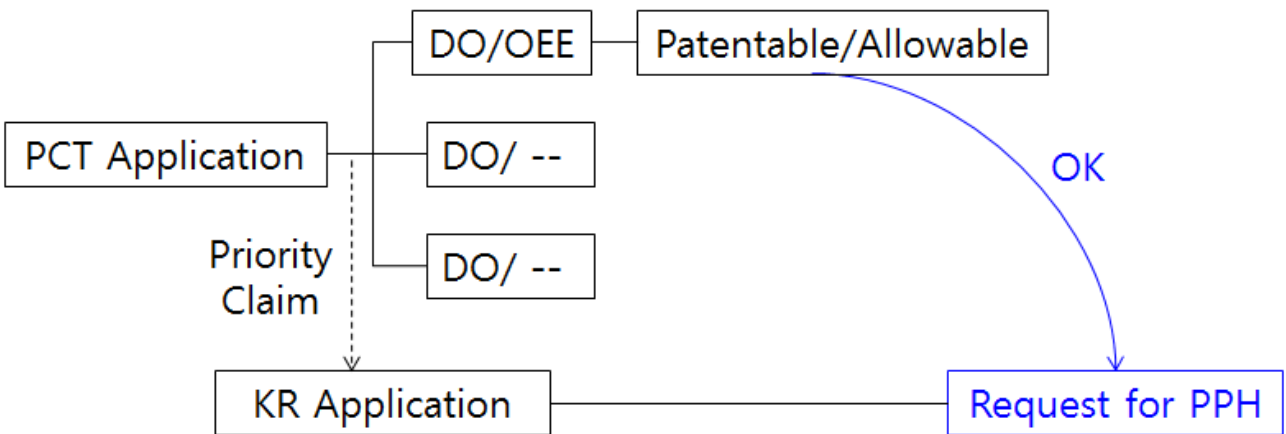 DO/OEE
Patentable/Allowable
PCT Application
DO/ --
OK
Priority
Claim
DO/ --
KR Application
Request for PPH